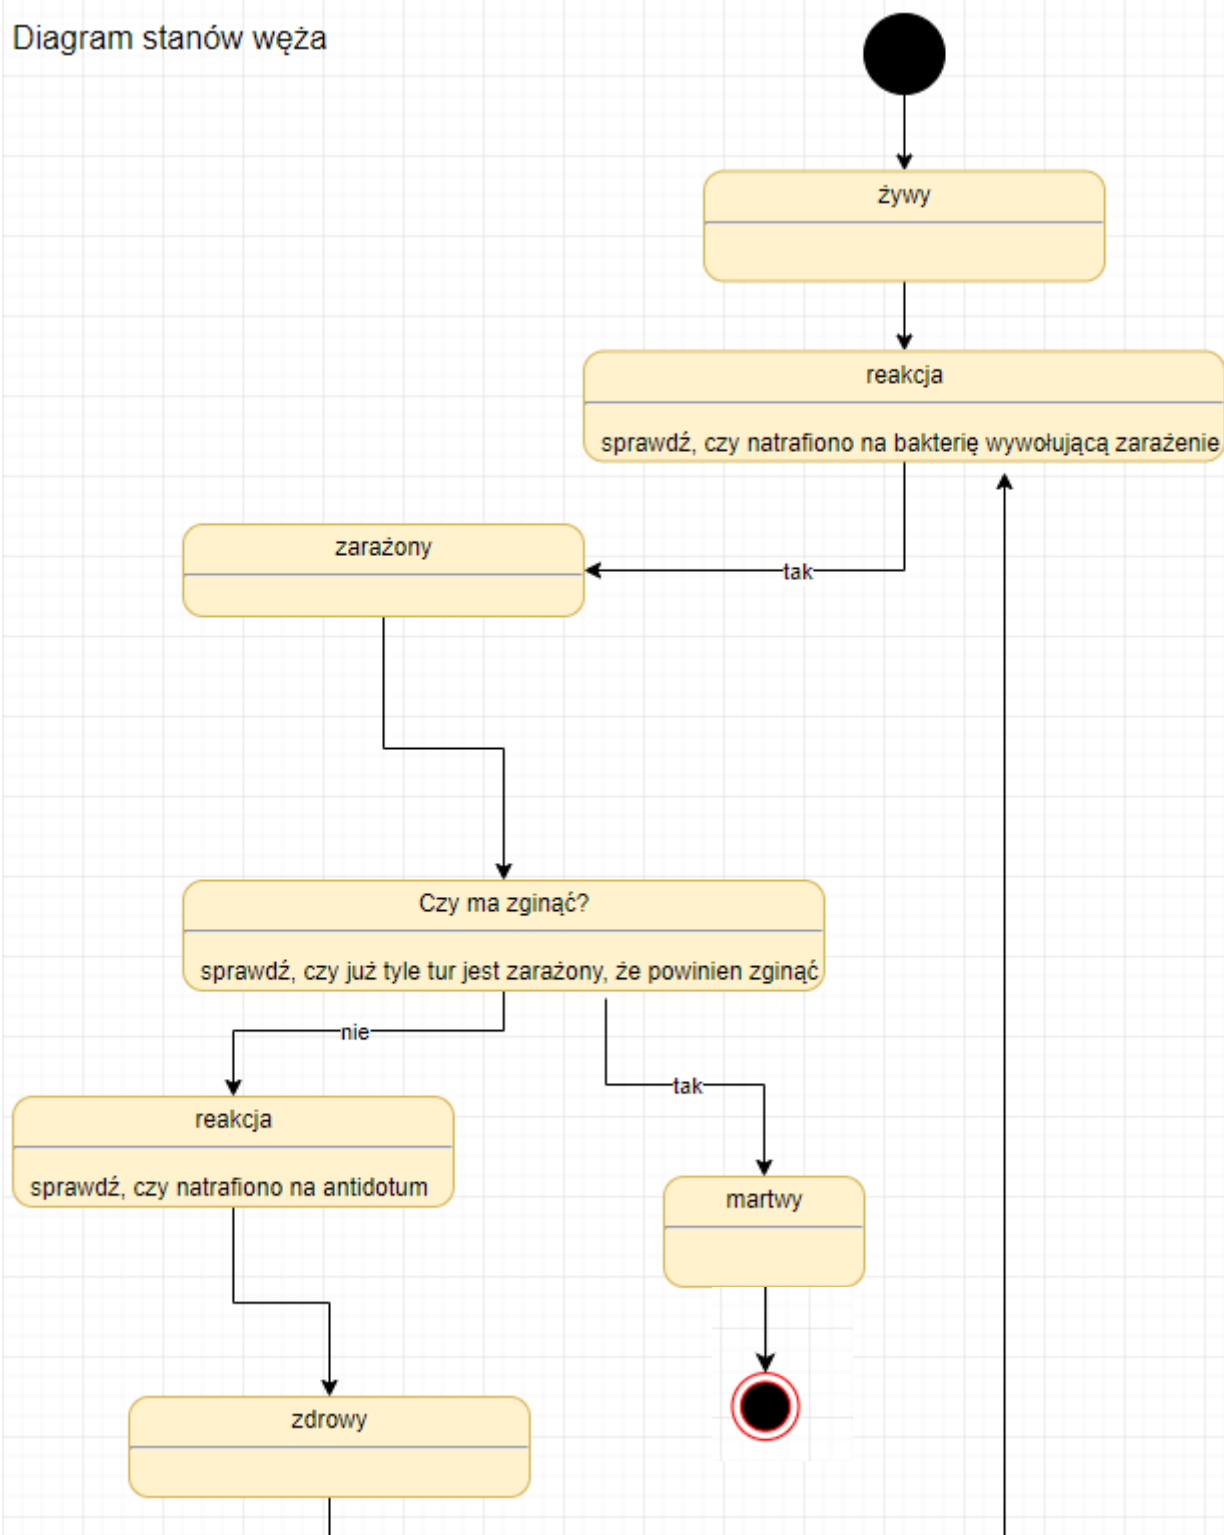 Diagram stanów węża
żywy
reakcja
sprawdź, czy natrafiono na bakterię wywołującą zarażenie
zarażony
tak
Czy ma zginąć?
sprawdź, czy już tyle tur jest zarażony, że powinien zginąć
nie
tak
reakcja
sprawdź, czy natrafiono na antidotum
martwy
zdrowy